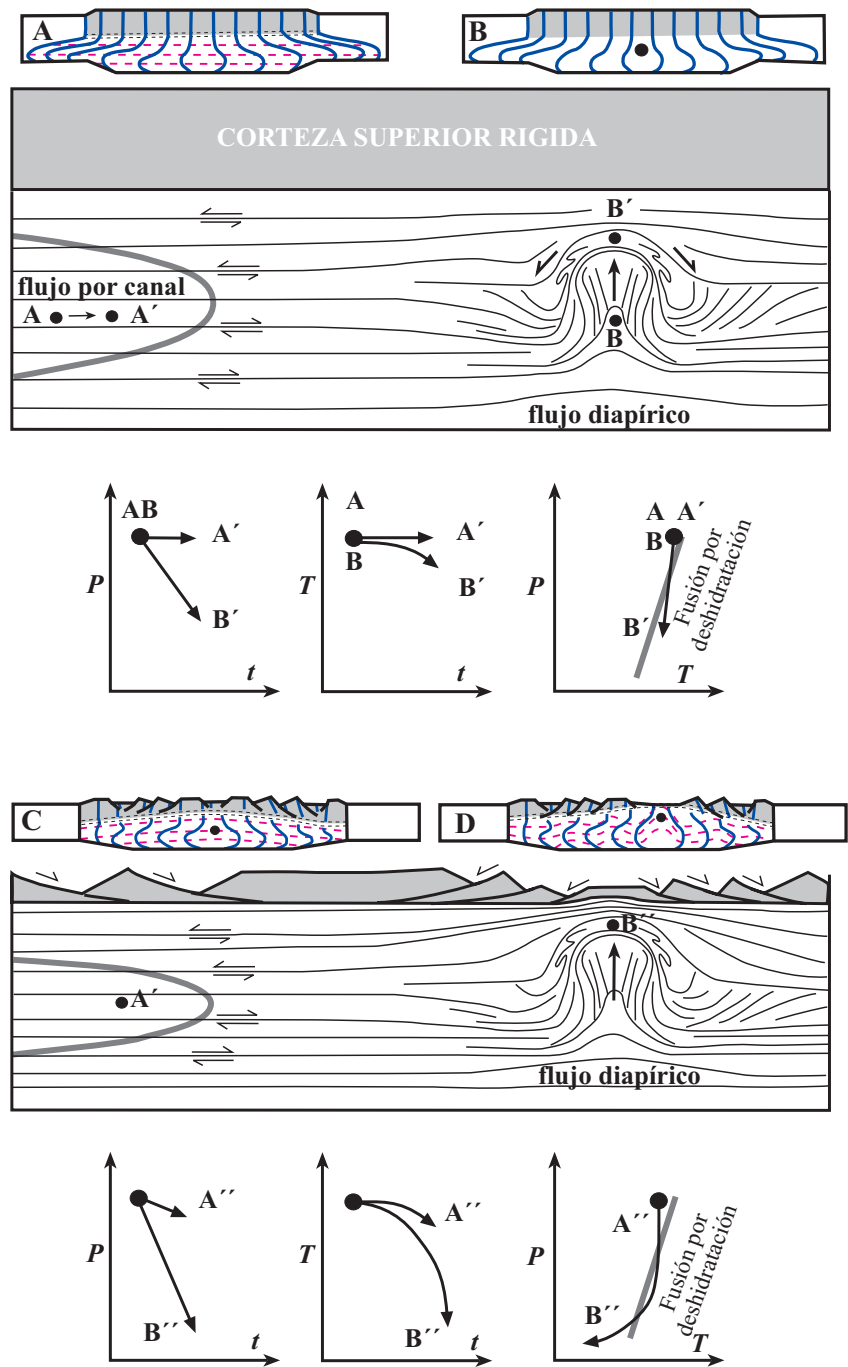 A
B
CORTEZA SUPERIOR RIGIDA
B´
flujo por canal
A A´
B
flujo diapírico
AB
A´
B´
P
t
A
B
A´
B´
T
t
A A´
B
B´
P
T
Fusión por
deshidratación
C
D
B´´
A´
flujo diapírico
A´´
B´´
P
t
A´´
B´´
T
t
A´´
B´´
P
T
Fusión por
deshidratación